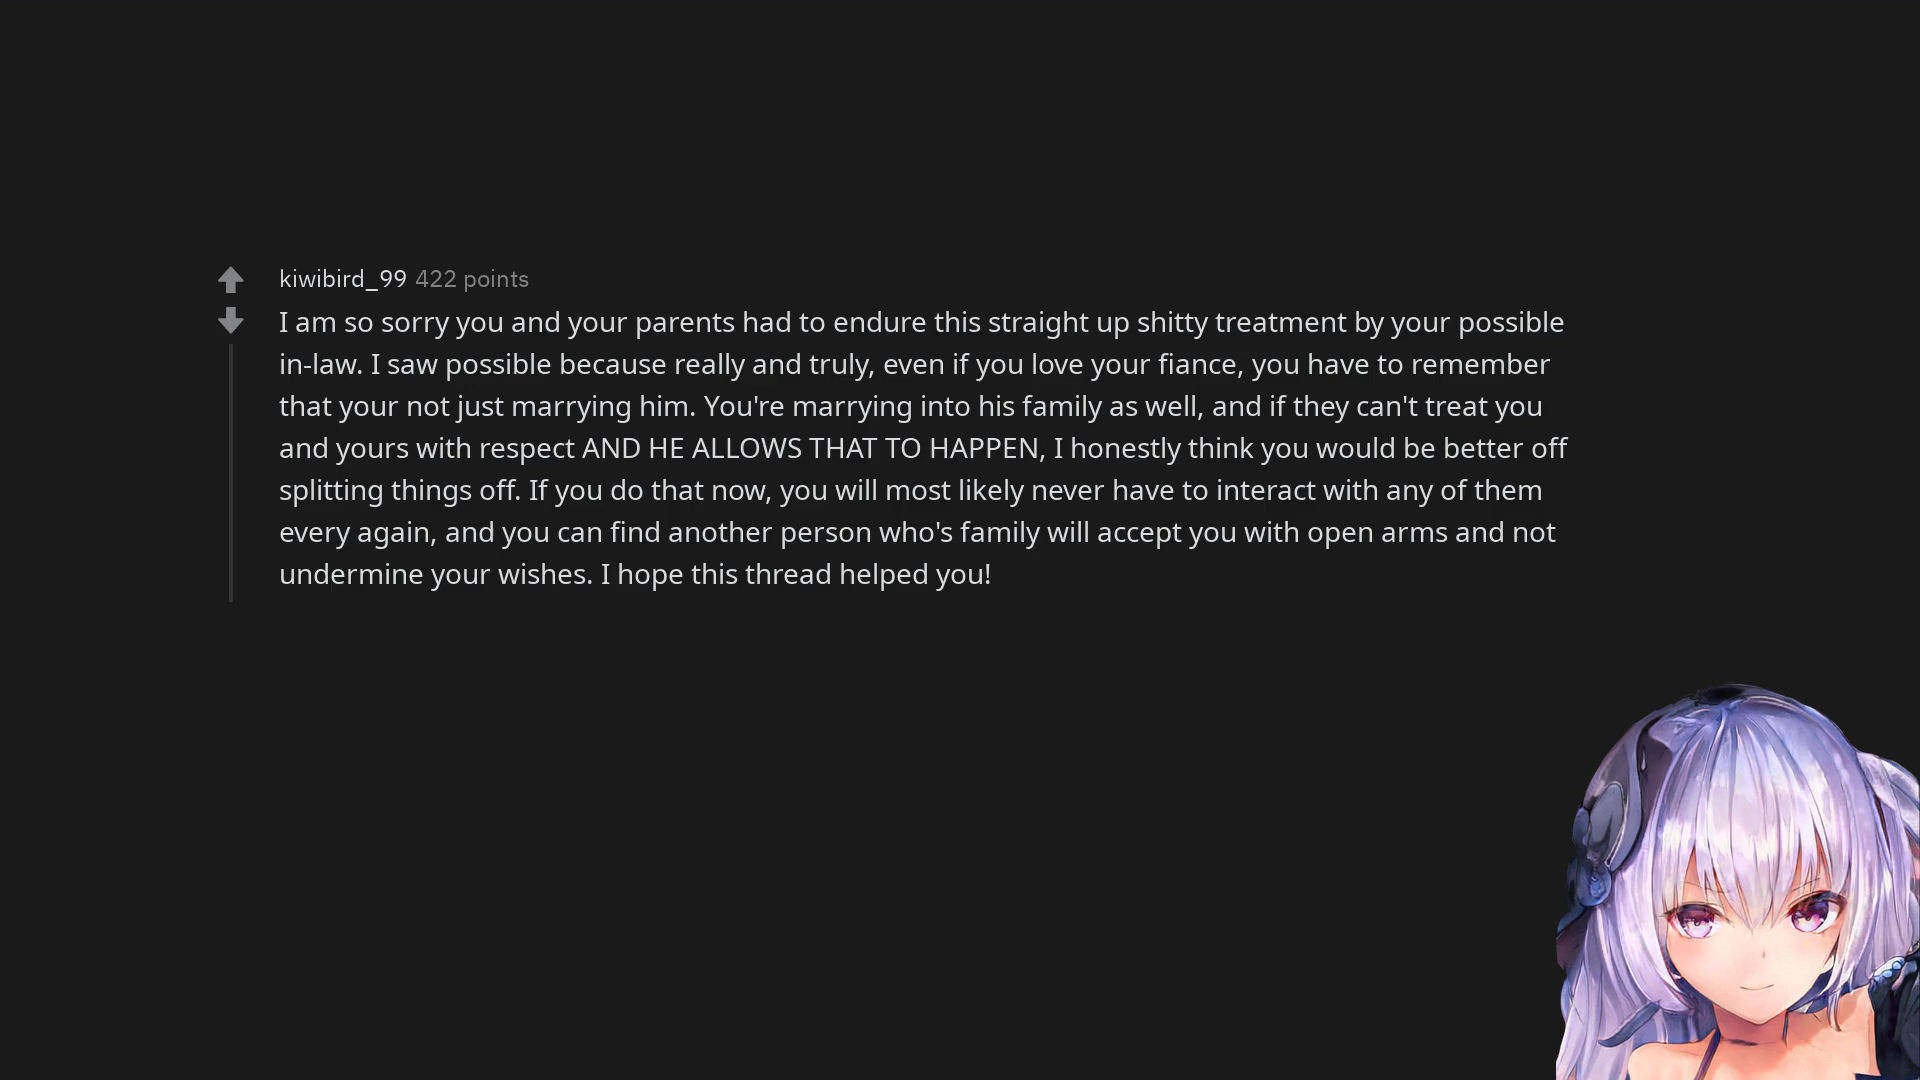 kiwibird_99 422 points
I am so sorry you and your parents had to endure this straight up shitty treatment by your possible
in-law. I saw possible because really and truly, even if you love your fiance, you have to remember
that your not just marrying him. You're marrying into his family as well, and if they can't treat you
and yours with respect AND HE ALLOWS THAT TO HAPPEN, I honestly think you would be better off
splitting things off. If you do that now, you will most likely never have to interact with any of them
every again, and you can find another person who's family will accept you with open arms and not
undermine your wishes. I hope this thread helped you!